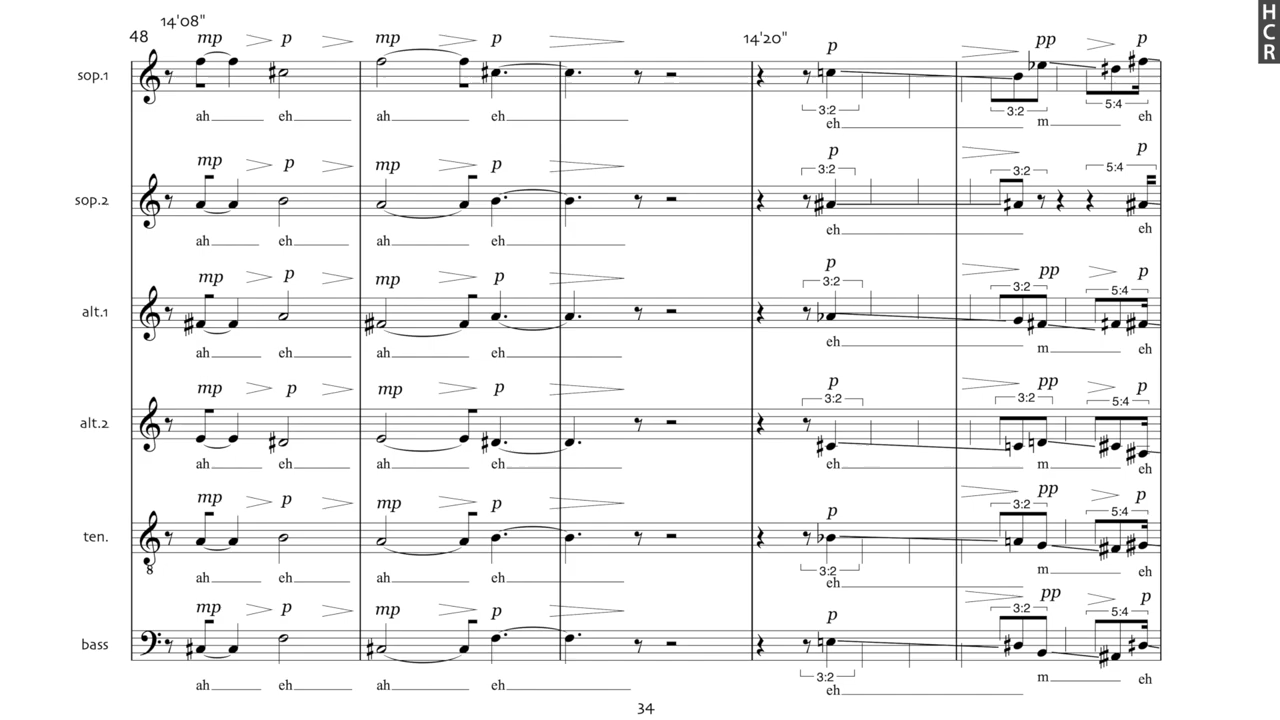 14'08"
48 mp p mp p 14'20" p pp p
HCR
sop.1
3:2 3:2 5:4
ah eh ah eh eh m eh
mp p mp p p p
3:2 3:2 5:4
sop.2
ah eh ah eh eh eh
mp p mp p p pp p
3:2 3:2 5:4
alt.1
ah eh ah eh eh m eh
mp p mp p p pp p
3:2 3:2 5:4
alt.2
ah eh ah eh eh m eh
mp p mp p p pp p
3:2 5:4
ten.
3:2
ah eh ah eh eh m eh
mp p mp p p pp p
3:2 5:4
bass
3:2
ah eh ah eh eh m eh
34